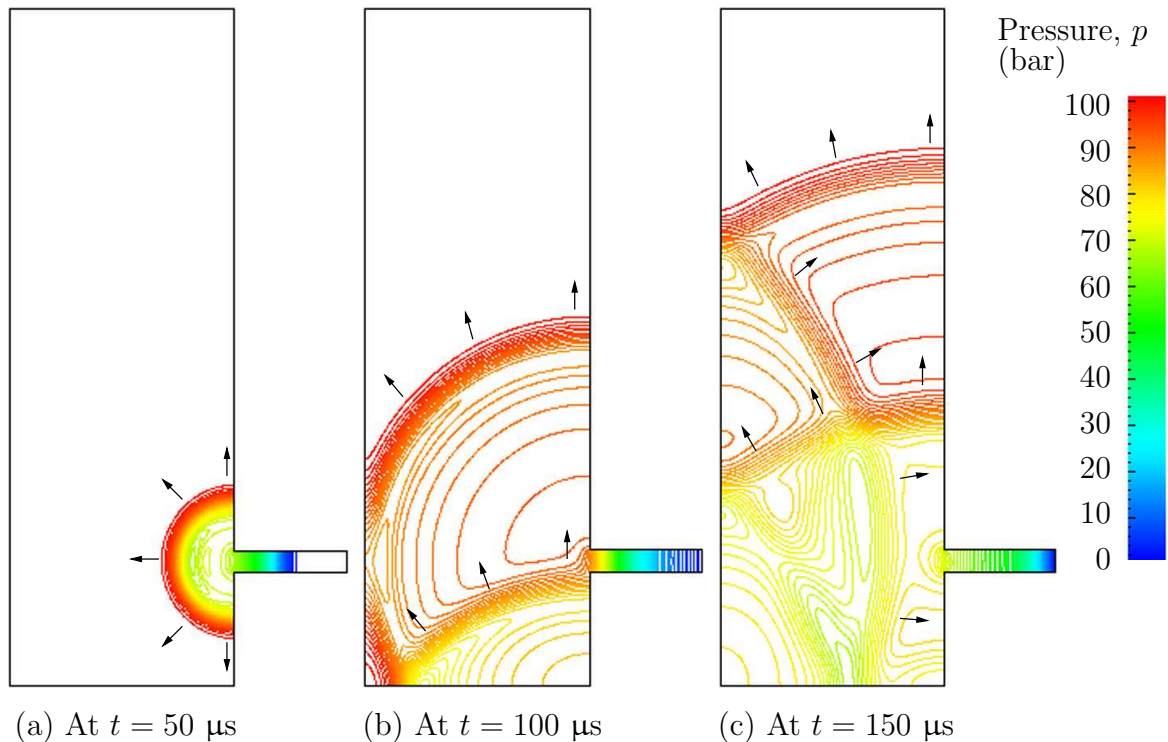 Pressure, p
(bar)
100
90
80
70
60
50
40
30
20
10
0
(a) At t = 50 μs
(b) At t = 100 μs
(c) At t = 150 μs